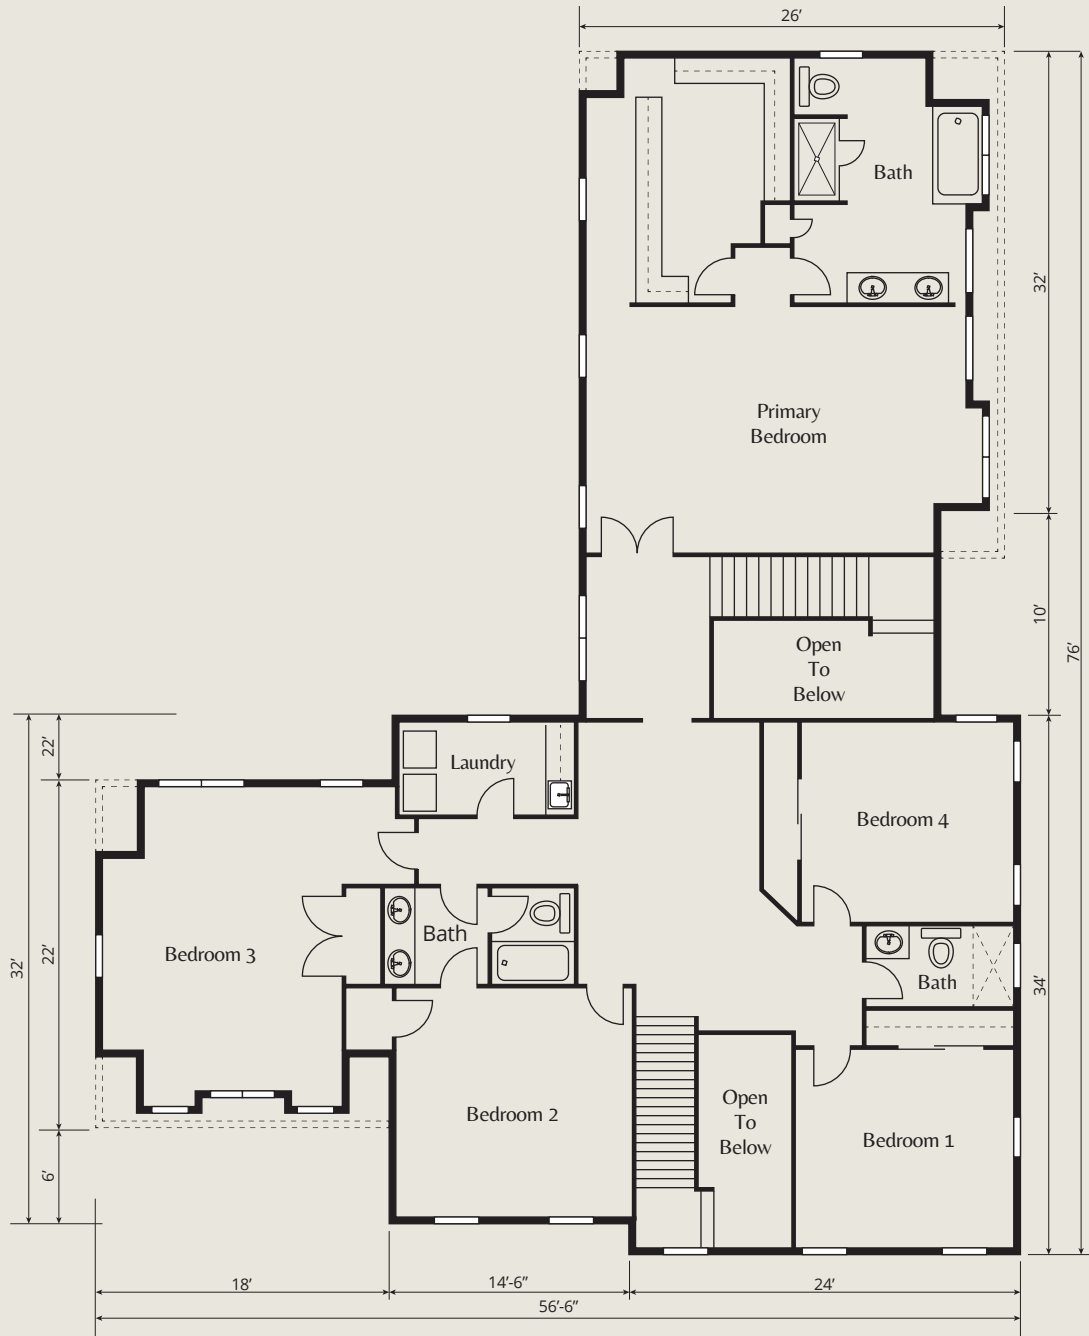 26’
Bath
32’
Primary
Bedroom
10’
76’
Open
To
Below
22’
Laundry
Bedroom 4
Bath
Bedroom 3
22’
32’
Bath
34’
Open
To
Below
Bedroom 2
Bedroom 1
6’
18’
14’-6”
24’
56’-6”